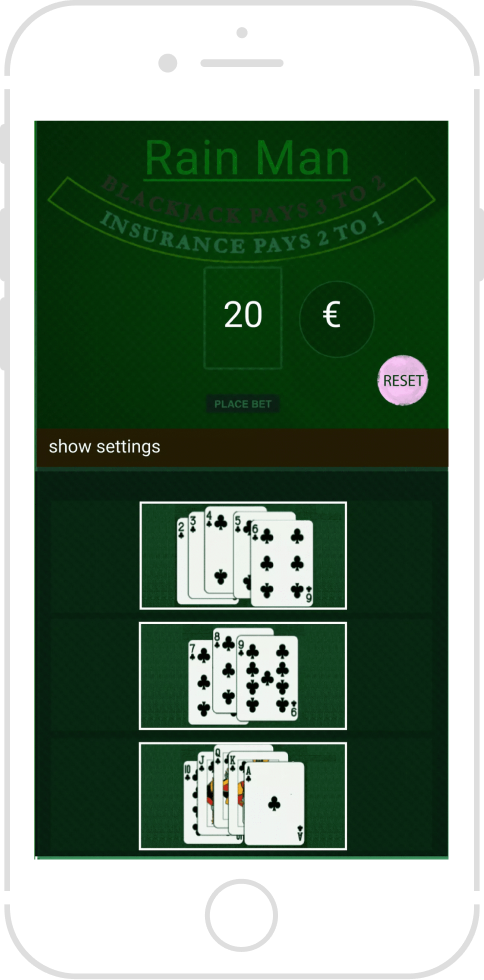 Rain Man
BLACKJACK PAYS 3 TO 2
INSURANCE PAYS 2 TO 1
20 €
RESET
PLACE BET
show settings
2 3 4 5 6
9
7 8 9
6
10 J Q K A
A